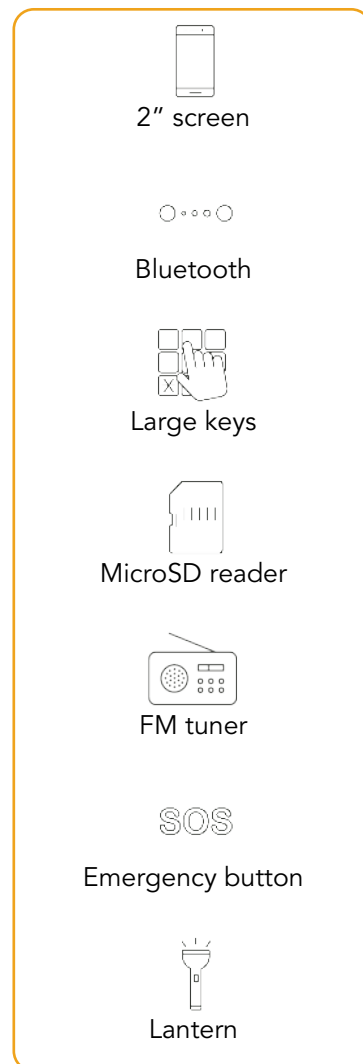 2” screen
Bluetooth
X
Large keys
MicroSD reader
FM tuner
SOS
Emergency button
Lantern